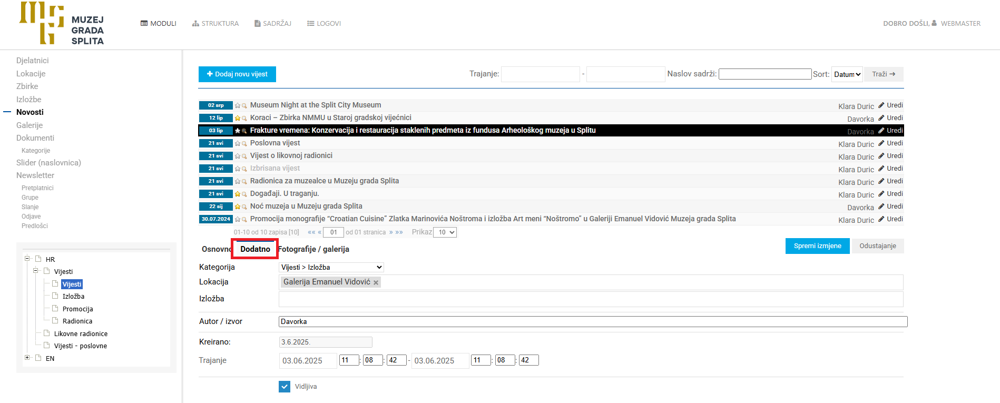 MUZEJ
GRADA
SPLITA
MODULI STRUKTURA SADRŽAJ LOGOVI
DOBRO DOŠLI, WEBMASTER
Djelatnici
Lokacije
Zbirke
Izložbe
Novosti
Galerije
Dokumenti
Kategorije
Slider (naslovnica)
Newsletter
Pretplatnici
Grupe
Slanje
Odjave
Predlošci
HR
Vijesti
Vijesti
Izložba
Promocija
Radionica
Likovne radionice
Vijesti - poslovne
EN
Dodaj novu vijest Trajanje: - Naslov sadrži: Sort: Datum Traži
02 srp Museum Night at the Split City Museum Klara Duric Uredi
12 lip Koraci – Zbirka NMMU u Staroj gradskoj vijećnici Davorka Uredi
03 lip Frakture vremena: Konzervacija i restauracija staklenih predmeta iz fundusa Arheološkog muzeja u Splitu Davorka Uredi
21 svi Poslovna vijest Klara Duric Uredi
21 svi Vijest o likovnoj radionici Klara Duric Uredi
21 svi Izbrisana vijest Klara Duric Uredi
21 svi Radionica za muzealce u Muzeju grada Splita Klara Duric Uredi
21 svi Događaji. U traganju. Klara Duric Uredi
22 sij Noć muzeja u Muzeju grada Splita Davorka Uredi
30.07.2024 Promocija monografije “Croatian Cuisine” Zlatka Marinovića Noštroma i izložba Art meni “Noštromo” u Galeriji Emanuel Vidović Muzeja grada Splita Klara Duric Uredi
01-10 od 10 zapisa [10] «« « 01 od 01 stranica » »» Prikaz 10
Osnovno Dodatno Fotografije / galerija Spremi izmjene Odustajanje
Kategorija Vijesti > Izložba
Lokacija Galerija Emanuel Vidović ×
Izložba
Autor / izvor Davorka
Kreirano: 3.6.2025.
Trajanje 03.06.2025 11 : 08 : 42 - 03.06.2025 11 : 08 : 42
Vidljiva